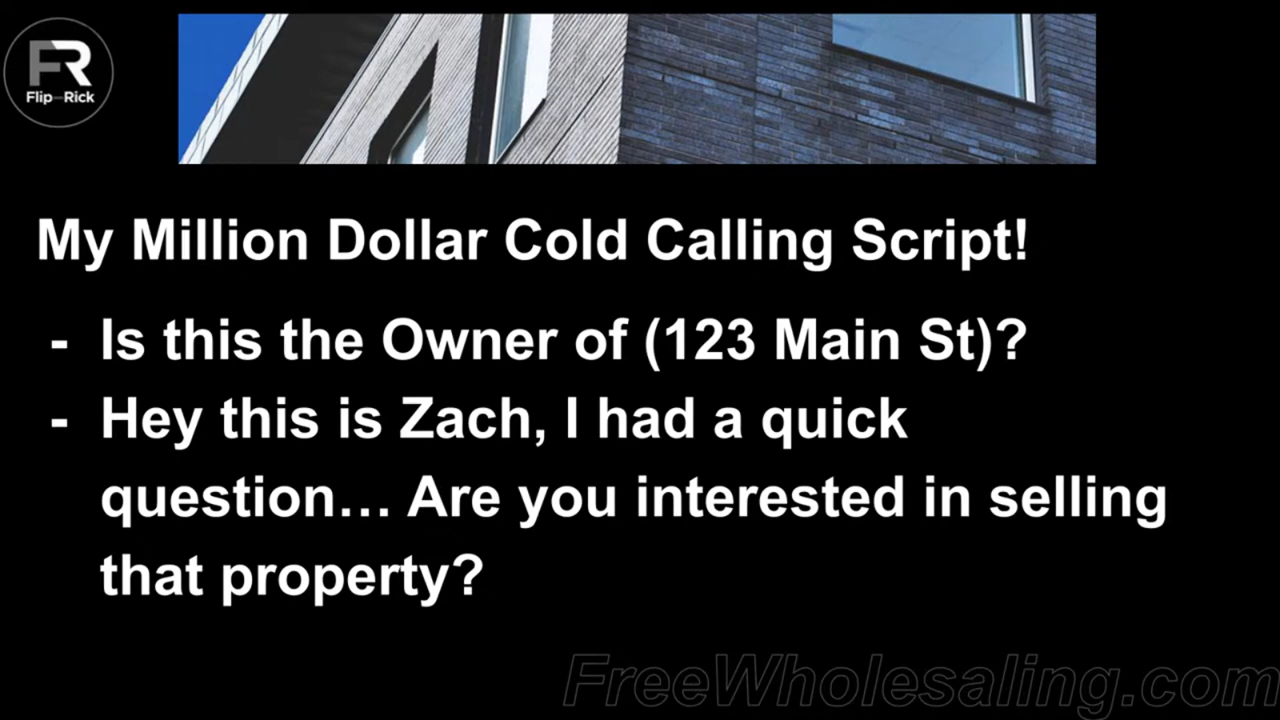 FR
Flip Rick
My Million Dollar Cold Calling Script!
- Is this the Owner of (123 Main St)?
- Hey this is Zach, I had a quick
question… Are you interested in selling
that property?
FreeWholesaling.com